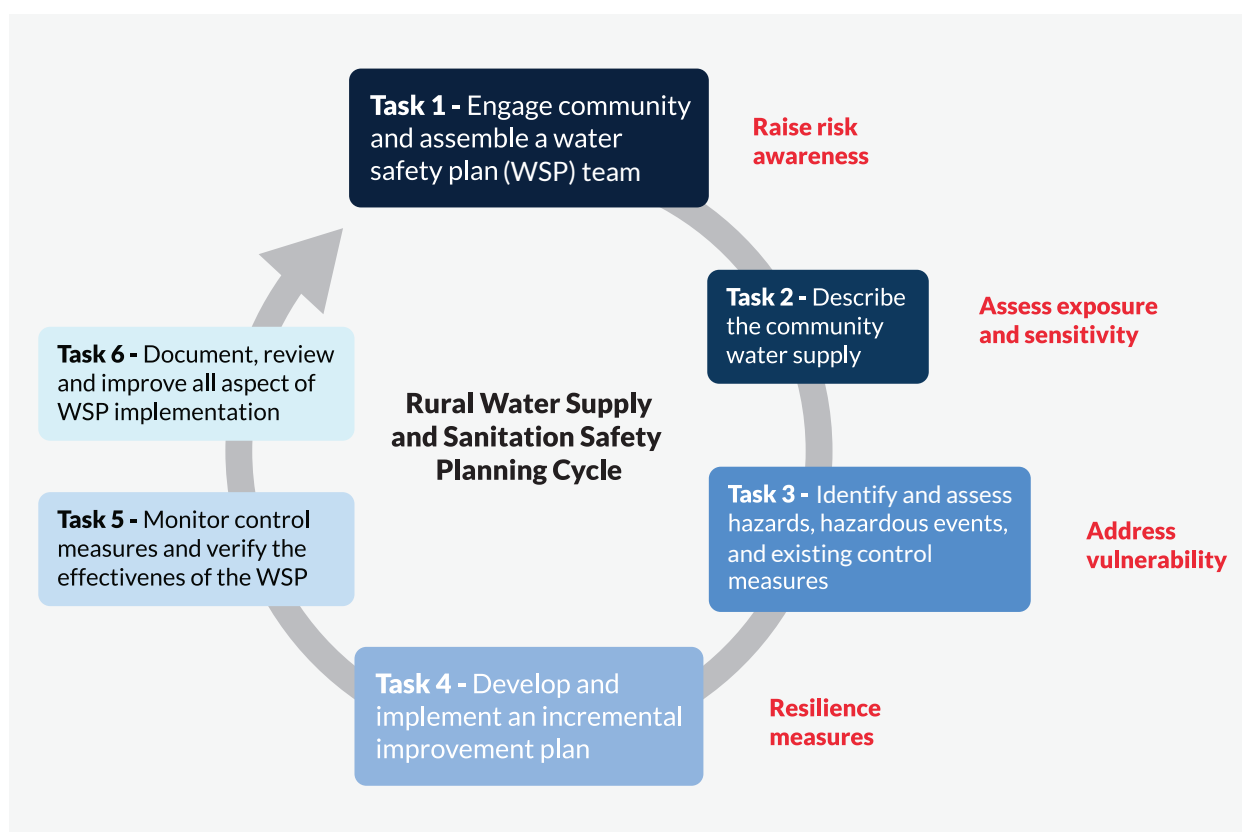 Task 1 - Engage community
and assemble a water
safety plan (WSP) team
Raise risk
awareness
Task 2 - Describe
the community
water supply
Assess exposure
and sensitivity
Task 3 - Identify and assess
hazards, hazardous events,
and existing control
measures
Address
vulnerability
Task 4 - Develop and
implement an incremental
improvement plan
Resilience
measures
Task 5 - Monitor control
measures and verify the
effectivenes of the WSP
Task 6 - Document, review
and improve all aspect of
WSP implementation
Rural Water Supply
and Sanitation Safety
Planning Cycle